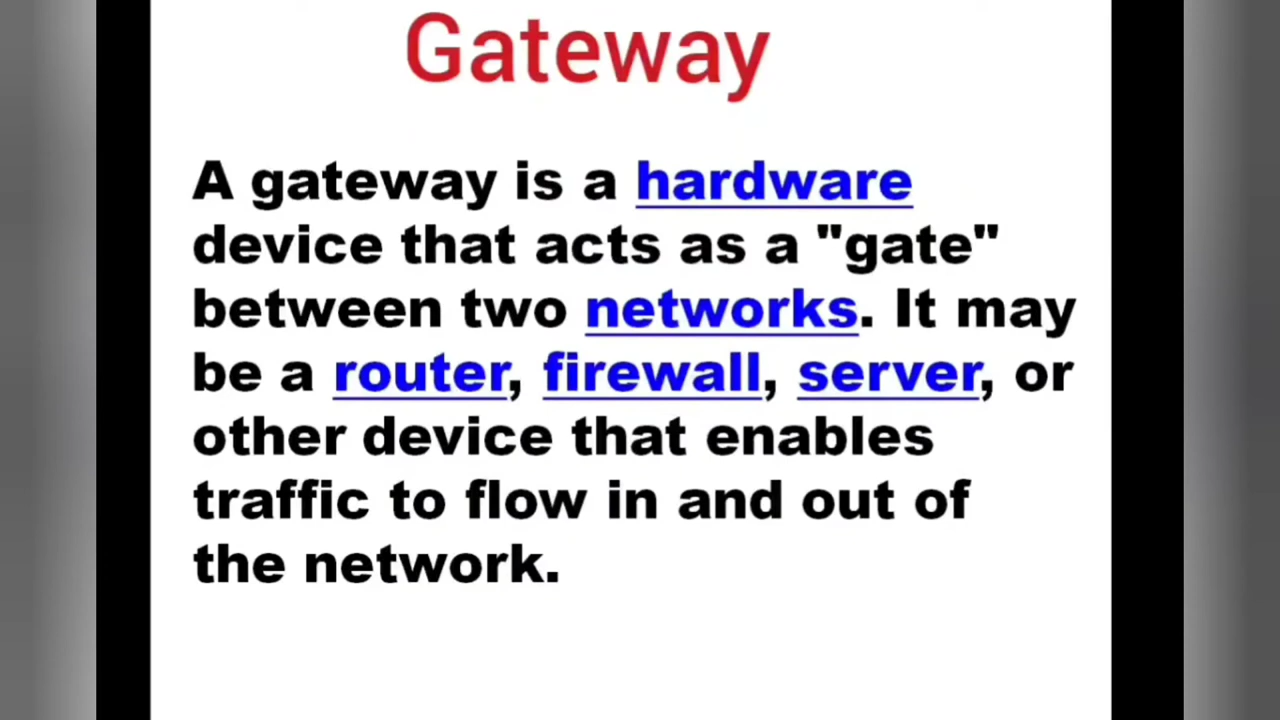 Gateway
A gateway is a hardware
device that acts as a "gate"
between two networks. It may
be a router, firewall, server, or
other device that enables
traffic to flow in and out of
the network.